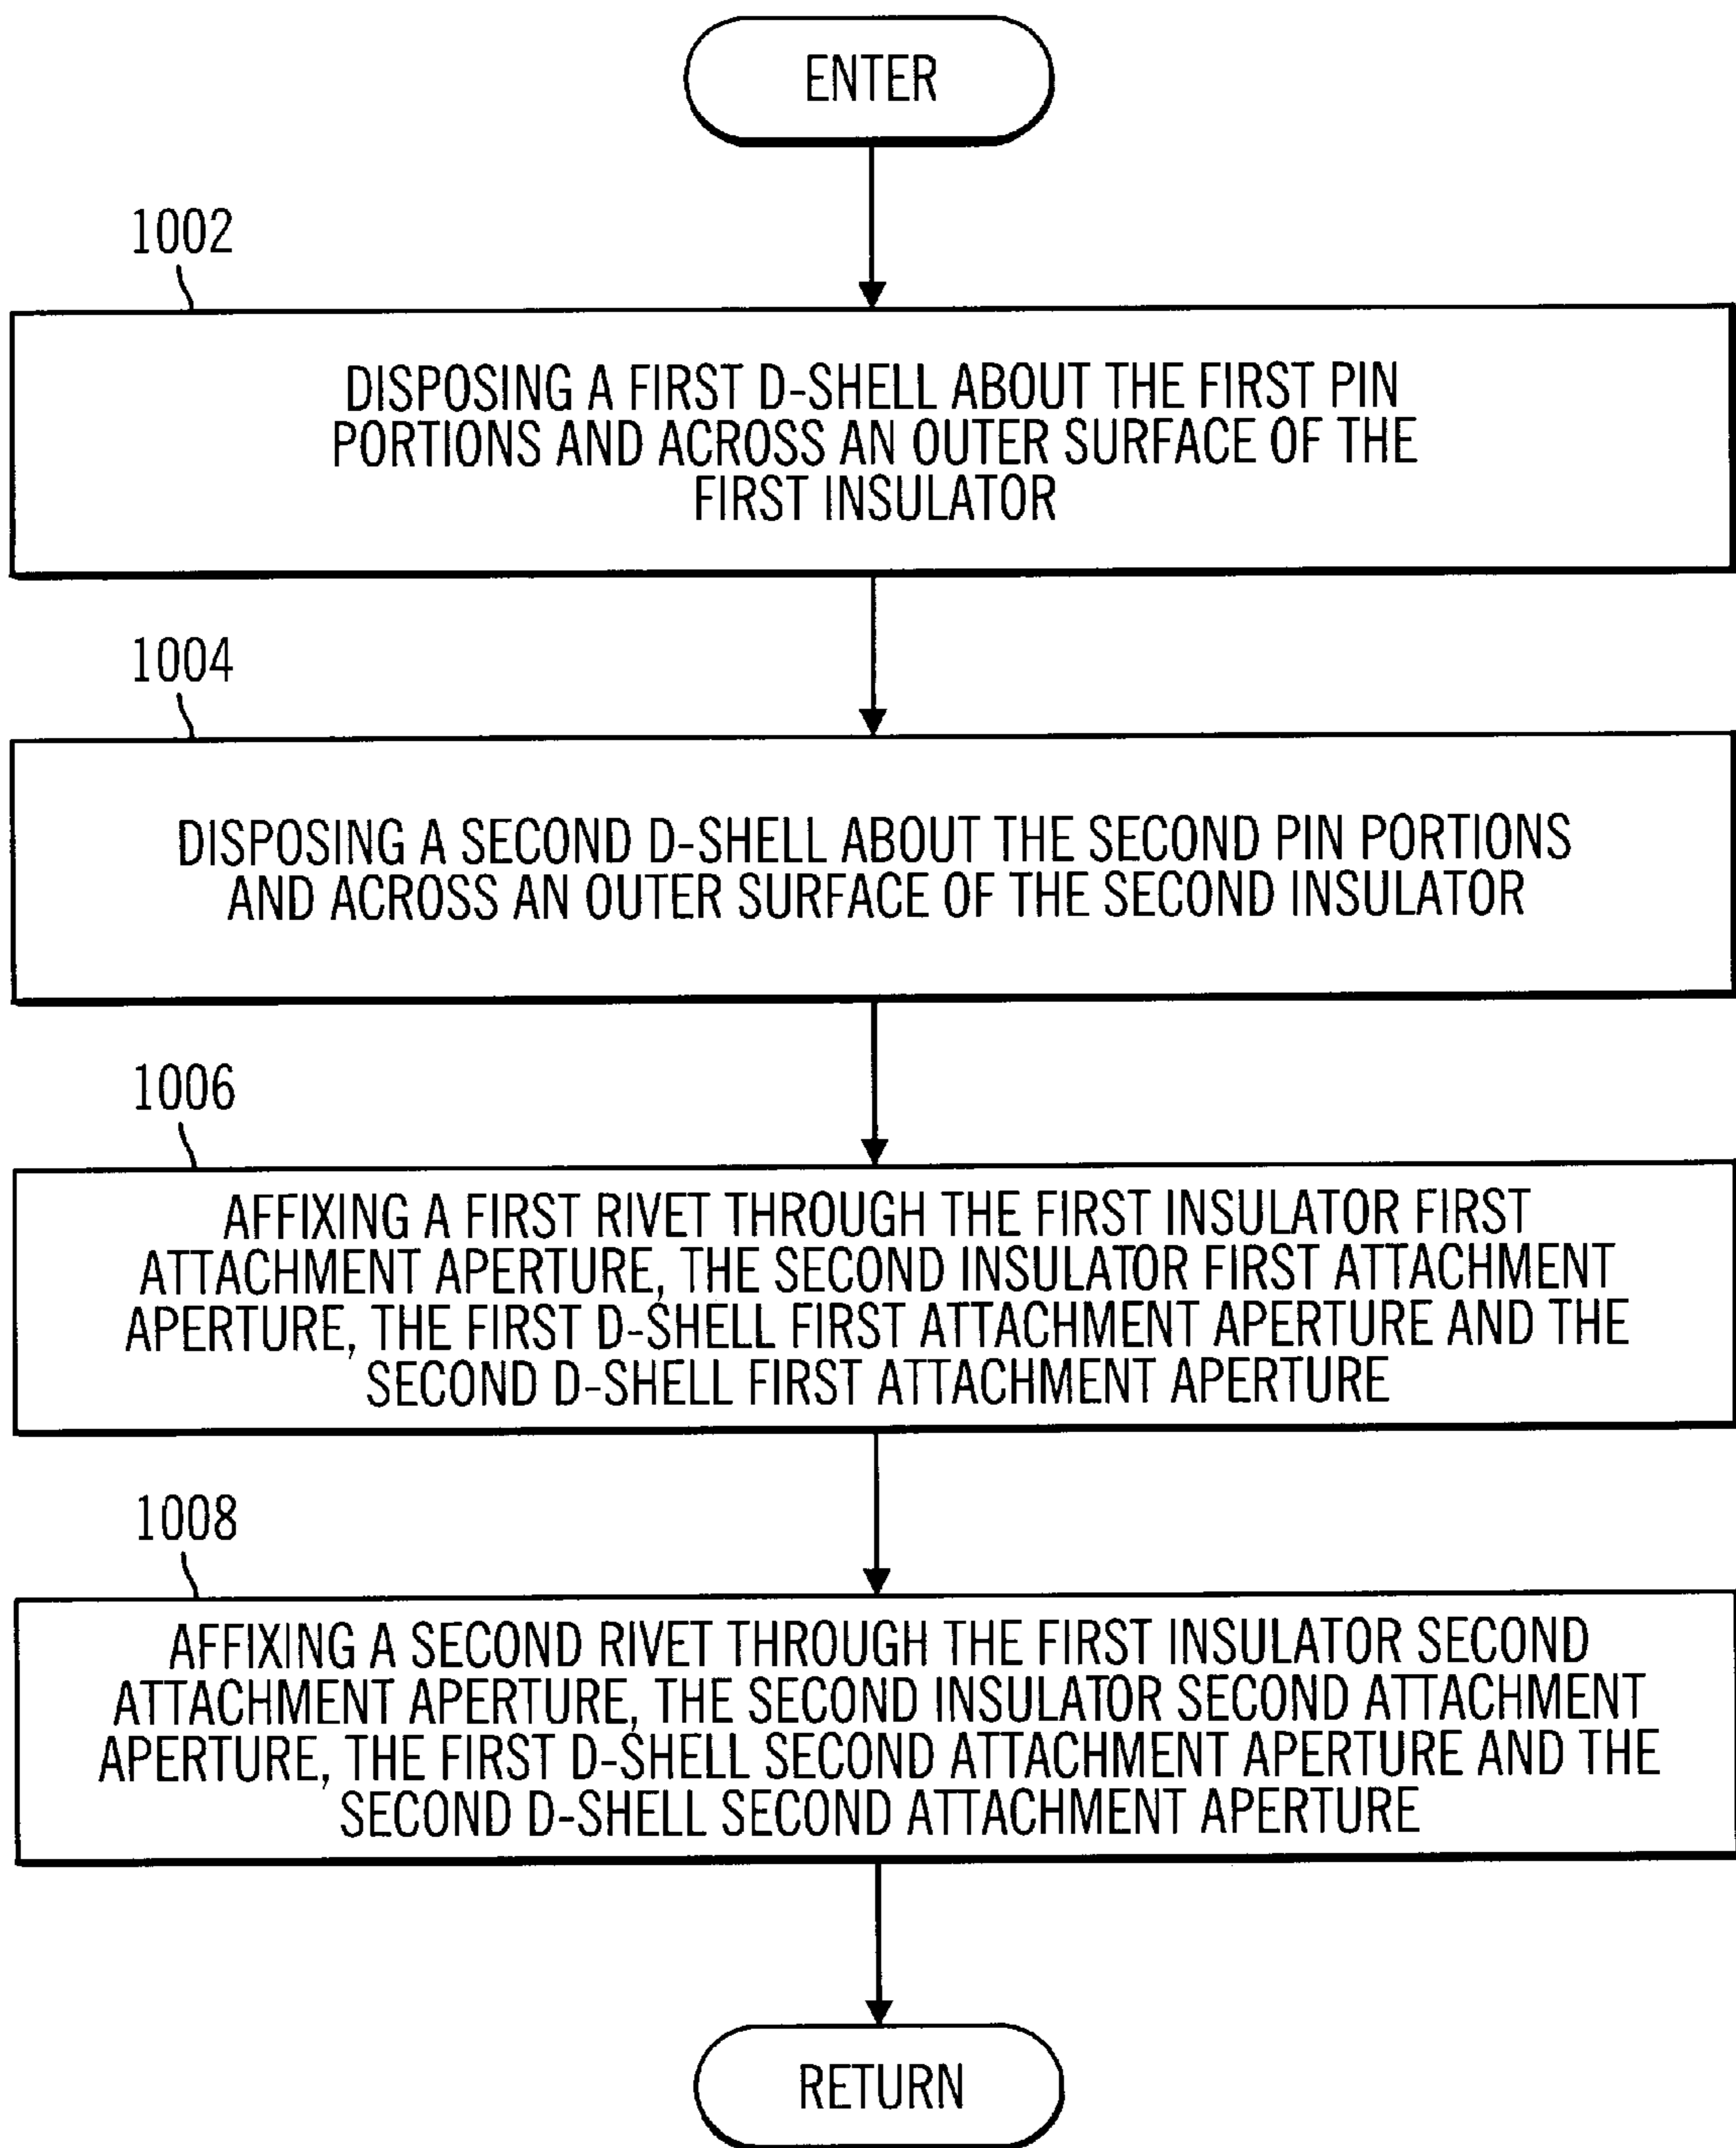 ENTER
1002
DISPOSING A FIRST D-SHELL ABOUT THE FIRST PIN
PORTIONS AND ACROSS AN OUTER SURFACE OF THE
FIRST INSULATOR
1004
DISPOSING A SECOND D-SHELL ABOUT THE SECOND PIN PORTIONS
AND ACROSS AN OUTER SURFACE OF THE SECOND INSULATOR
1006
AFFIXING A FIRST RIVET THROUGH THE FIRST INSULATOR FIRST
ATTACHMENT APERTURE, THE SECOND INSULATOR FIRST ATTACHMENT
APERTURE, THE FIRST D-SHELL FIRST ATTACHMENT APERTURE AND THE
SECOND D-SHELL FIRST ATTACHMENT APERTURE
1008
AFFIXING A SECOND RIVET THROUGH THE FIRST INSULATOR SECOND
ATTACHMENT APERTURE, THE SECOND INSULATOR SECOND ATTACHMENT
APERTURE, THE FIRST D-SHELL SECOND ATTACHMENT APERTURE AND THE
SECOND D-SHELL SECOND ATTACHMENT APERTURE
RETURN